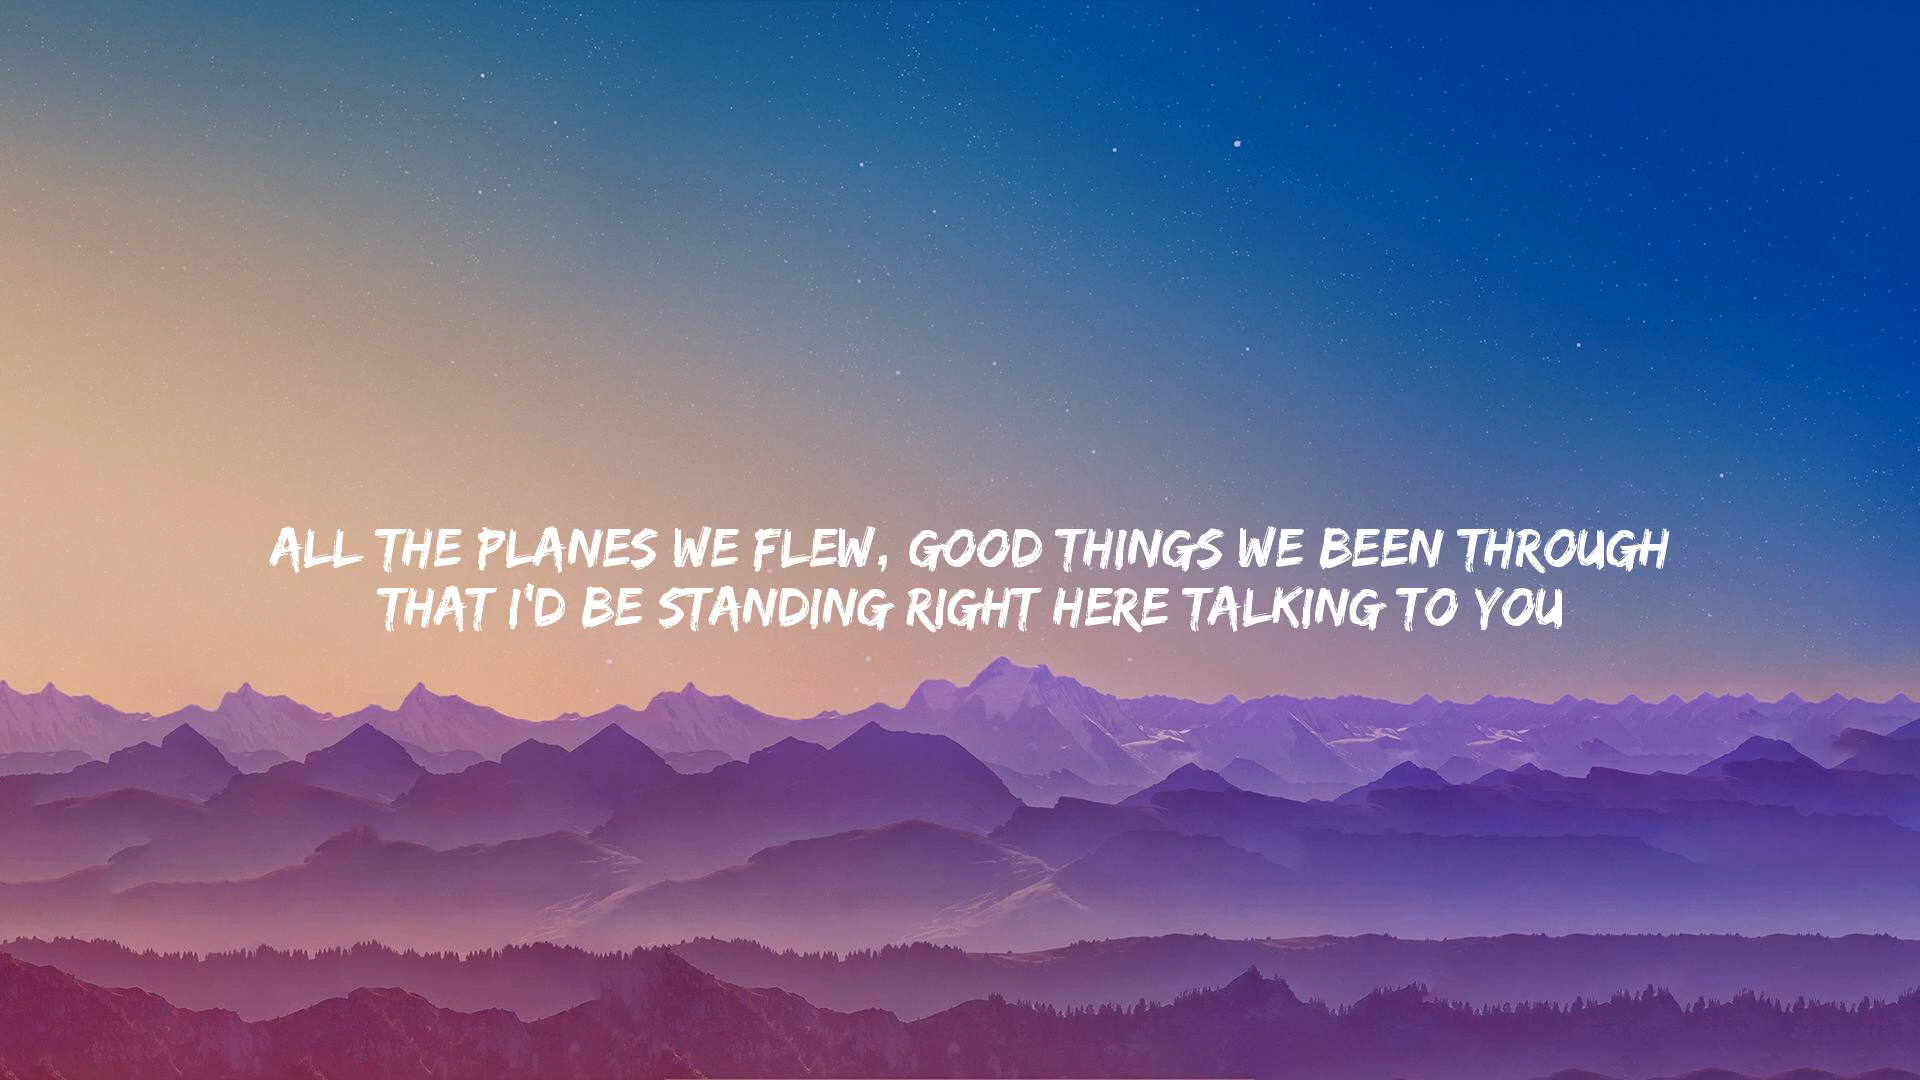 ALL THE PLANES WE FLEW, GOOD THINGS WE BEEN THROUGH
THAT I'D BE STANDING RIGHT HERE TALKING TO YOU